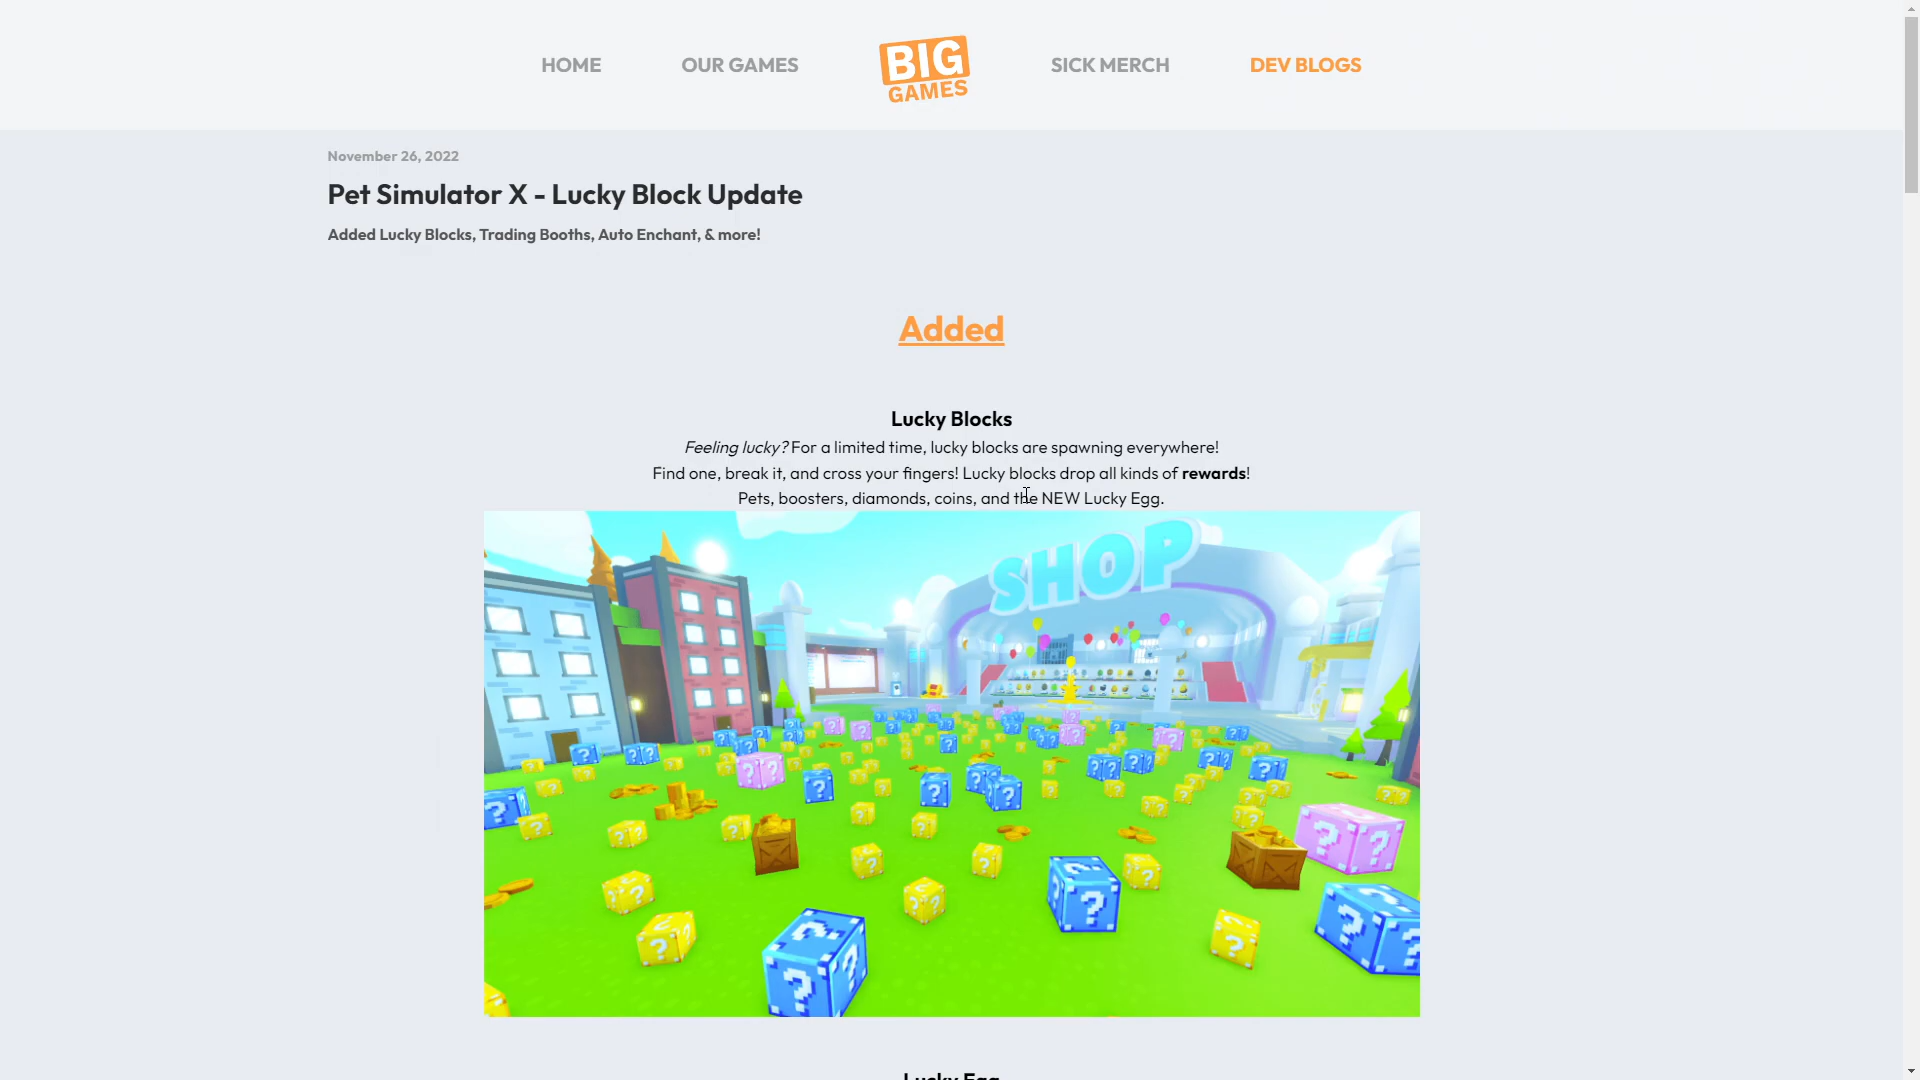 HOME
OUR GAMES
BIG
GAMES
SICK MERCH
DEV BLOGS
November 26, 2022
Pet Simulator X - Lucky Block Update
Added Lucky Blocks, Trading Booths, Auto Enchant, & more!
Added
Lucky Blocks
Feeling lucky? For a limited time, lucky blocks are spawning everywhere!
Find one, break it, and cross your fingers! Lucky blocks drop all kinds of rewards!
Pets, boosters, diamonds, coins, and the NEW Lucky Egg.
SHOP
Lucky Egg